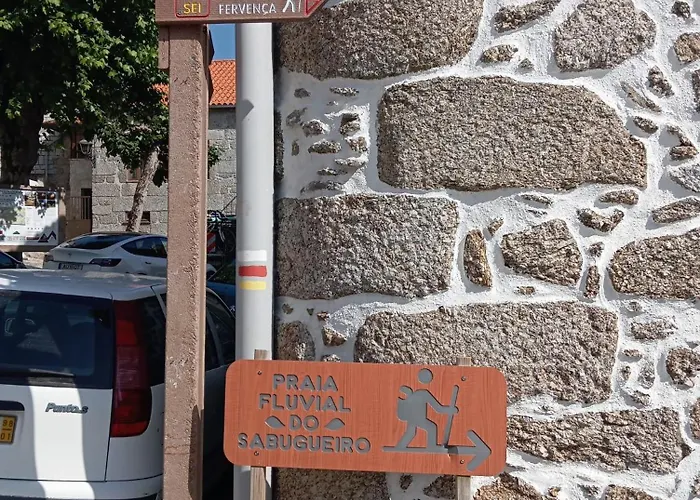 SEI
FERVENÇA
PRAIA
FLUVIAL
DO
SABUGUEIRO
Punto